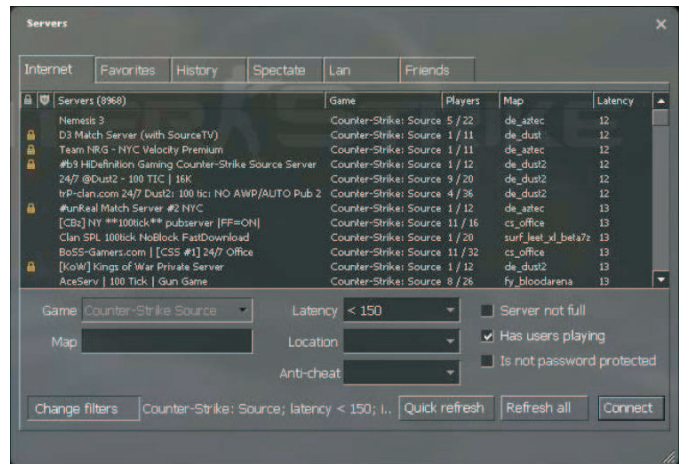 Servers
Internet Favorites History Spectate Lan Friends
Servers (8968) Game Players Map Latency
Nemesis 3 Counter-Strike: Source 5 / 22 de_aztec 12
D3 Match Server (with SourceTV) Counter-Strike: Source 1 / 11 de_dust 12
Team NRG - NYC Velocity Premium Counter-Strike: Source 1 / 11 de_aztec 12
#b9 HiDefinition Gaming Counter-Strike Source Server Counter-Strike: Source 1 / 12 de_dust2 12
24/7 @Dust2 - 100 TIC | 16K Counter-Strike: Source 9 / 20 de_dust2 12
trP-clan.com 24/7 Dust2: 100 tic: NO AWP/AUTO Pub 2 Counter-Strike: Source 4 / 36 de_dust2 12
#unReal Match Server #2 NYC Counter-Strike: Source 1 / 12 de_aztec 13
[CBz] NY **100tick** pubserver |FF=ON| Counter-Strike: Source 11 / 16 cs_office 13
Clan SPL 100tick NoBlock FastDownload Counter-Strike: Source 1 / 20 surf_leet_xl_beta7z 13
BoSS-Gamers.com | [CSS #1] 24/7 Office Counter-Strike: Source 11 / 32 cs_office 13
[KoW] Kings of War Private Server Counter-Strike: Source 1 / 12 de_dust2 13
AceServ | 100 Tick | Gun Game Counter-Strike: Source 8 / 26 fy_bloodarena 13
Game Counter-Strike Source Latency < 150 Server not full
Map Location Has users playing
Anti-cheat Is not password protected
Change filters Counter-Strike: Source; latency < 150; i.. Quick refresh Refresh all Connect